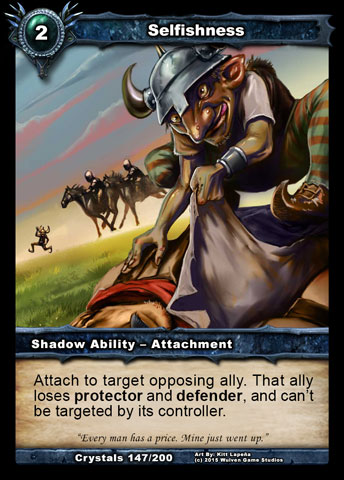 2
Selfishness
Shadow Ability – Attachment
Attach to target opposing ally. That ally
loses protector and defender, and can't
be targeted by its controller.
"Every man has a price. Mine just went up."
Crystals 147/200
Art By: Kitt Lapeña
(c) 2015 Wulven Game Studios